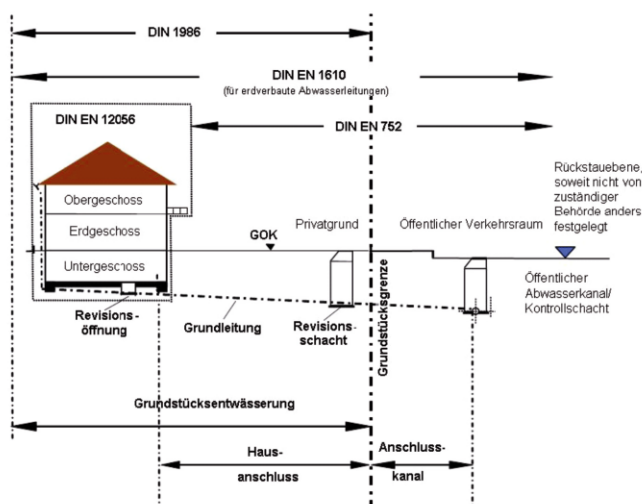 DIN 1986
DIN EN 1610
(für erdverbaute Abwasserleitungen)
DIN EN 12056
DIN EN 752
Rückstauebene,
soweit nicht von
zuständiger
Behörde anders
festgelegt
Obergeschoss
Erdgeschoss
Untergeschoss
GOK
Privatgrund
Öffentlicher Verkehrsraum
Öffentlicher
Abwasserkanal/
Kontrollschacht
Revisions-
öffnung
Grundleitung
Revisions-
schacht
Grundstücksgrenze
Grundstücksentwässerung
Haus-
anschluss
Anschluss-
kanal